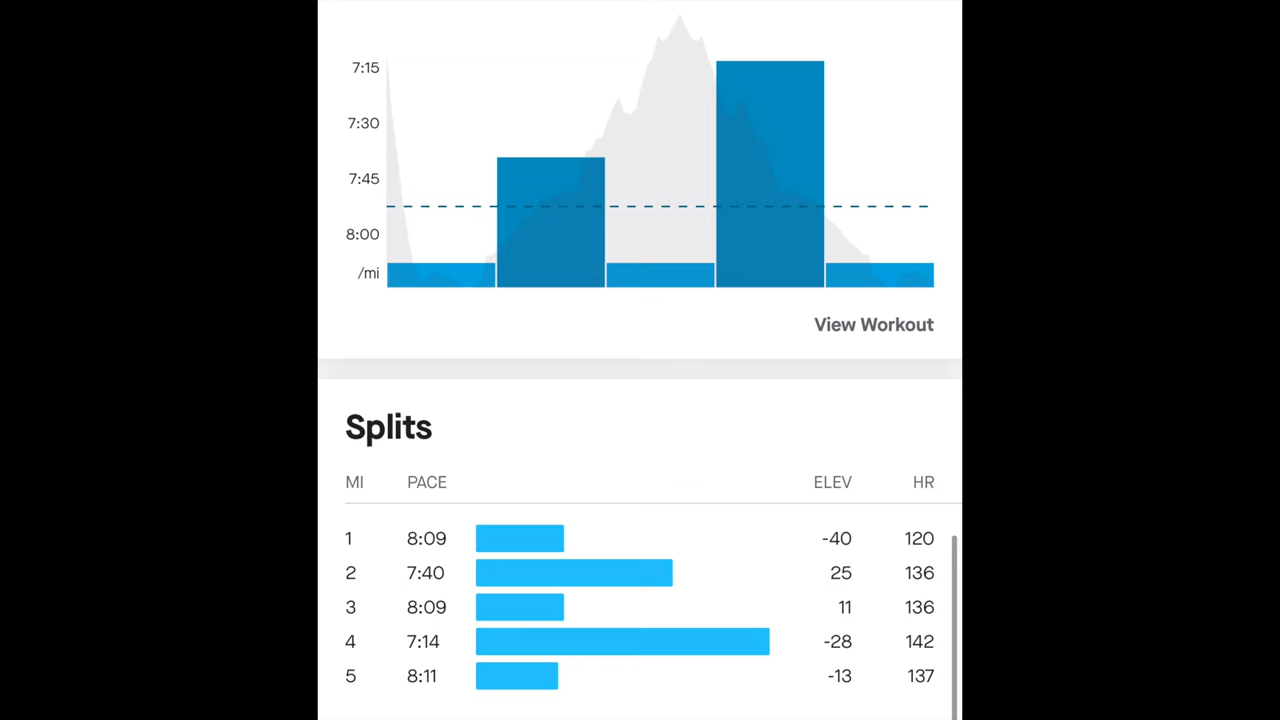 7:15
7:30
7:45
8:00
/mi
View Workout
Splits
MI PACE ELEV HR
1 8:09 -40 120
2 7:40 25 136
3 8:09 11 136
4 7:14 -28 142
5 8:11 -13 137